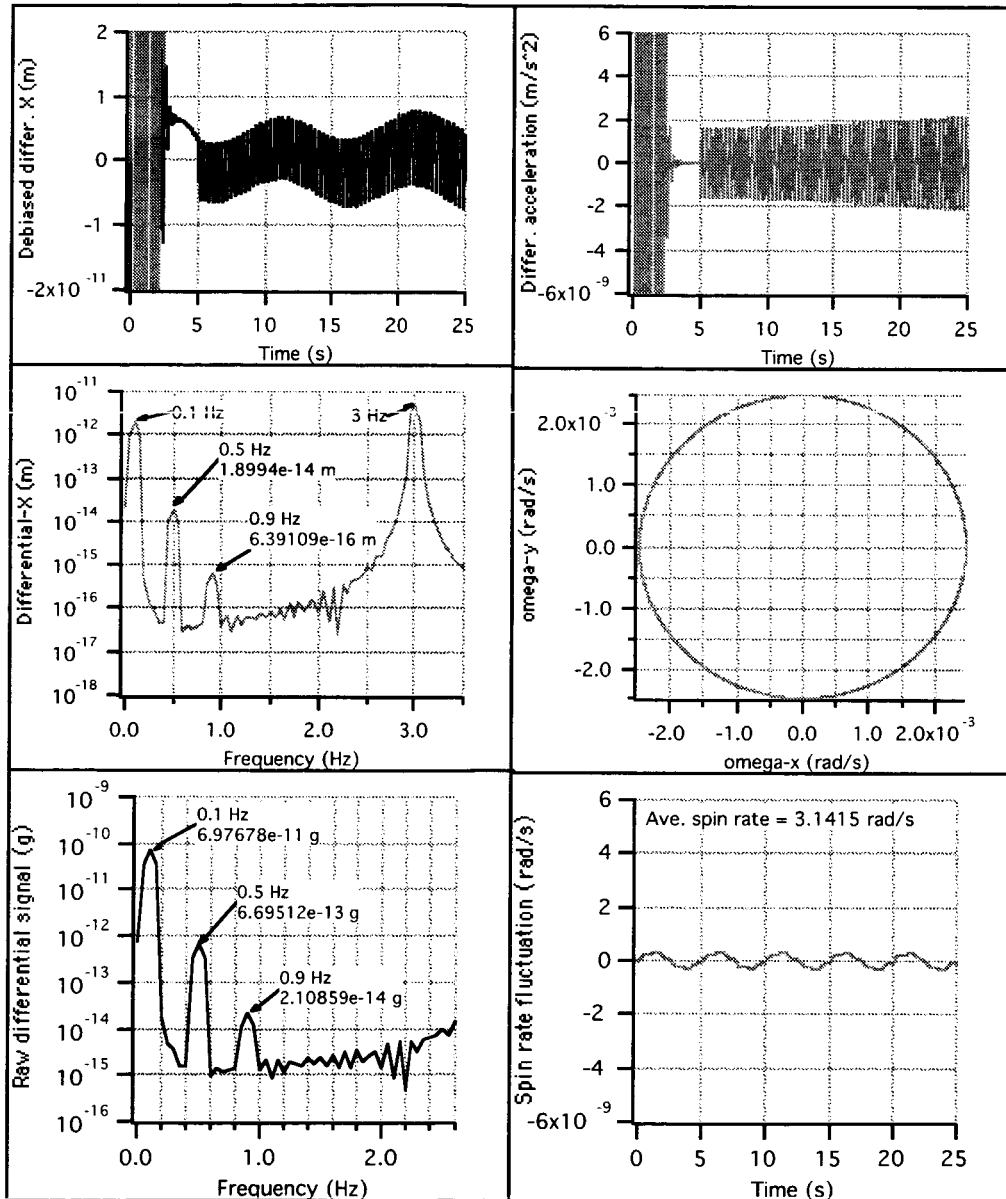 Debiased differ. X (m)
2
1
0
-1
-2x10 -11
0 5 10 15 20 25
Time (s)
Differ. acceleration (m/s^2)
6
4
2
0
-2
-4
-6x10 -9
0 5 10 15 20 25
Time (s)
Differential-X (m)
10 -11
10 -12
10 -13
10 -14
10 -15
10 -16
10 -17
10 -18
0.1 Hz
3 Hz
0.5 Hz
1.8994e-14 m
0.9 Hz
6.39109e-16 m
0.0 1.0 2.0 3.0
Frequency (Hz)
omega-y (rad/s)
2.0x10 -3
1.0
0.0
-1.0
-2.0
-2.0 -1.0 0.0 1.0 2.0x10 -3
omega-x (rad/s)
Raw differential signal (g)
10 -9
10 -10
10 -11
10 -12
10 -13
10 -14
10 -15
10 -16
0.1 Hz
6.97678e-11 g
0.5 Hz
6.69512e-13 g
0.9 Hz
2.10859e-14 g
0.0 1.0 2.0
Frequency (Hz)
Spin rate fluctuation (rad/s)
6
4
2
0
-2
-4
-6x10 -9
Ave. spin rate = 3.1415 rad/s
0 5 10 15 20 25
Time (s)